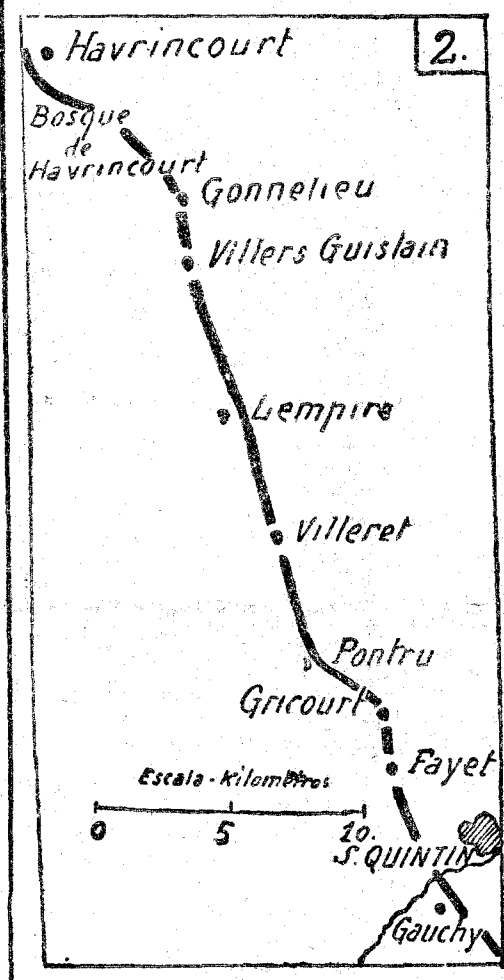 2.
Havrincourt
Bosque
de
Havrincourt
Gonnelieu
Villers Guislain
Lempire
Villeret
Pontru
Gricourt
Fayet
Escala-kilometros
0 5 10.
S. QUINTIN
Gauchy